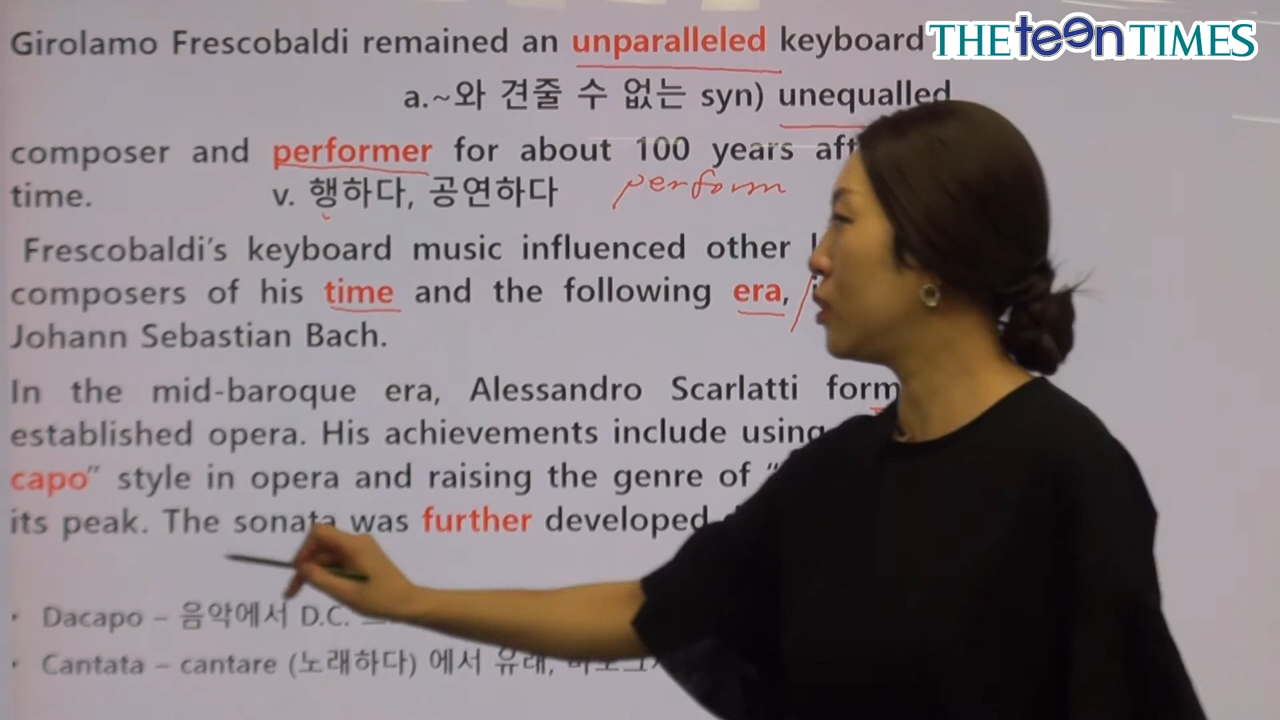 THE teen TIMES
Girolamo Frescobaldi remained an unparalleled keyboard
a.~와 견줄 수 없는 syn) unequalled
composer and performer for about 100 years
time. v. 행하다, 공연하다 perform
Frescobaldi's keyboard music influenced other
composers of his time and the following era,
Johann Sebastian Bach.
In the mid-baroque era, Alessandro Scarlatti
established opera. His achievements include using
capo" style in opera and raising the genre of "
its peak. The sonata was further developed
• Dacapo – 음악에서 D.C.
• Cantata – cantare (노래하다) 에서 유래,